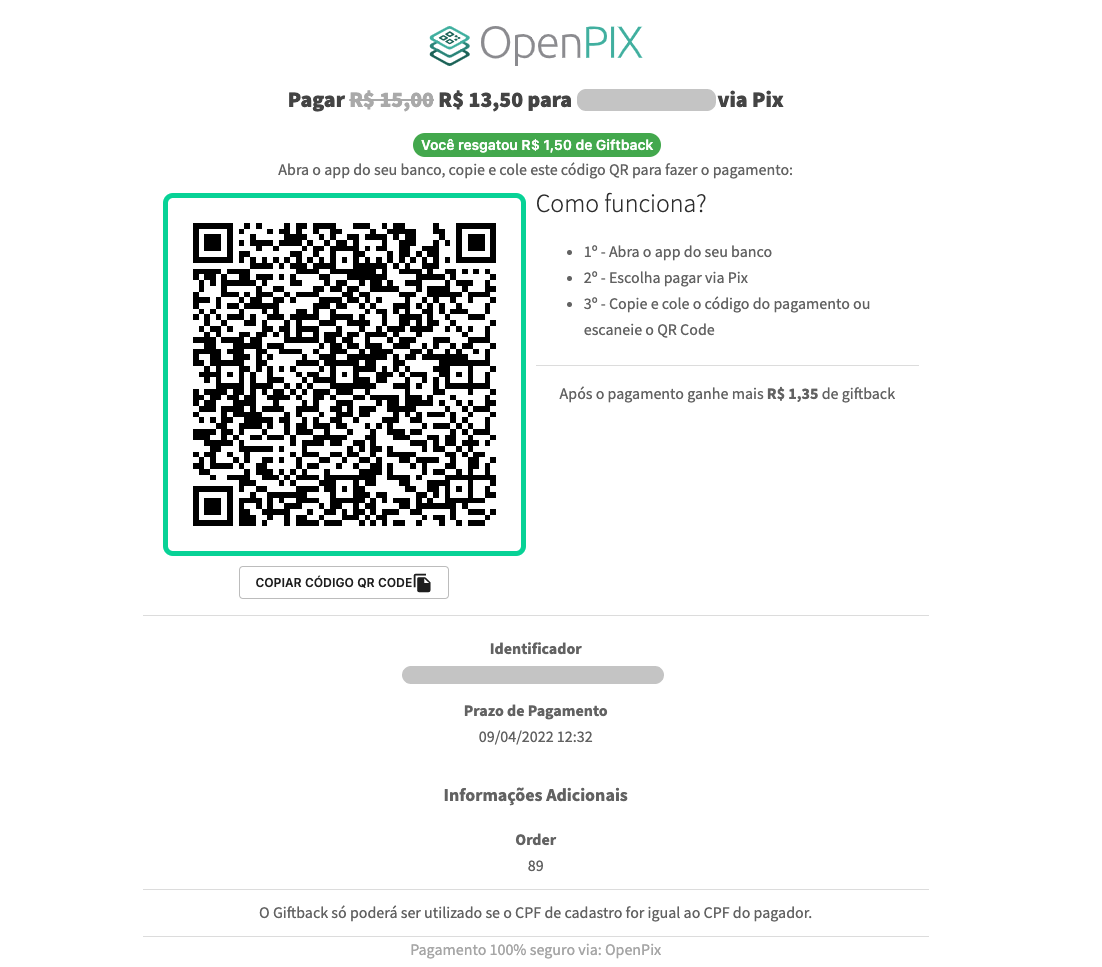 OpenPIX
Pagar R$ 15,00 R$ 13,50 para via Pix
Você resgatou R$ 1,50 de Giftback
Abra o app do seu banco, copie e cole este código QR para fazer o pagamento:
Como funciona?
1º - Abra o app do seu banco
2º - Escolha pagar via Pix
3º - Copie e cole o código do pagamento ou
escaneie o QR Code
Após o pagamento ganhe mais R$ 1,35 de giftback
COPIAR CÓDIGO QR CODE
Identificador
Prazo de Pagamento
09/04/2022 12:32
Informações Adicionais
Order
89
O Giftback só poderá ser utilizado se o CPF de cadastro for igual ao CPF do pagador.
Pagamento 100% seguro via: OpenPix